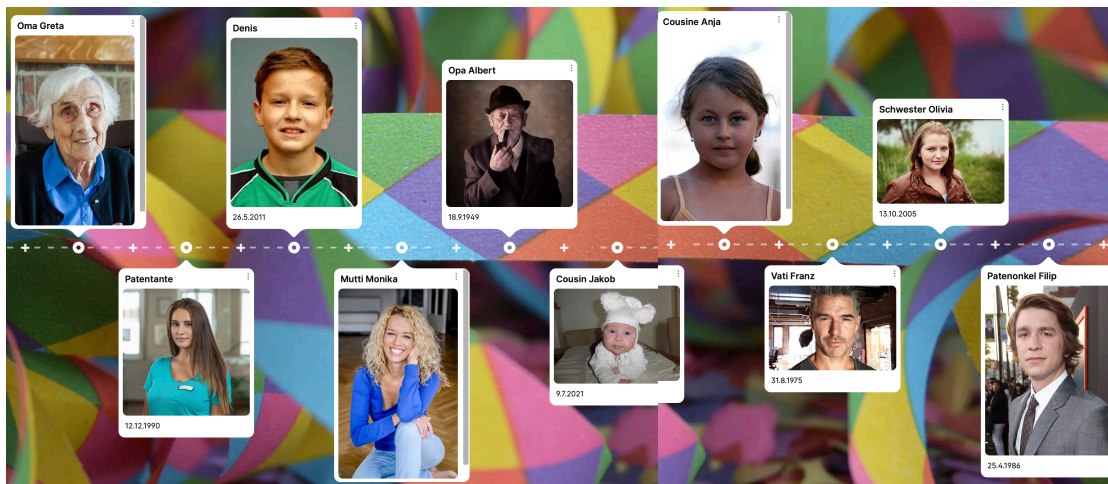 Oma Greta
Denis
26.5.2011
Opa Albert
18.9.1949
Cousine Anja
Schwester Olivia
13.10.2005
Patentante
12.12.1990
Mutti Monika
Cousin Jakob
9.7.2021
Vati Franz
31.8.1975
Patenonkel Filip
25.4.1986